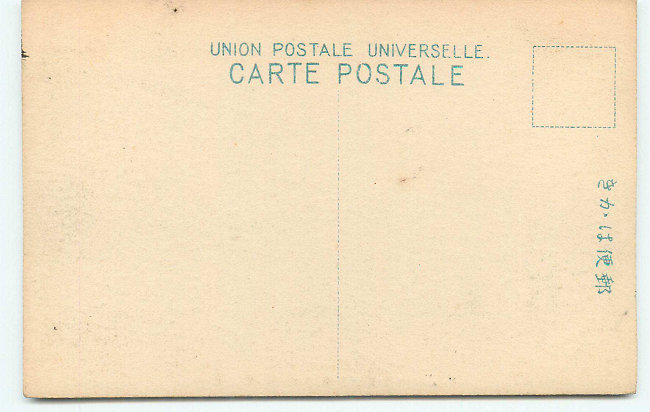 UNION POSTALE UNIVERSELLE.
CARTE POSTALE
郵便はかき